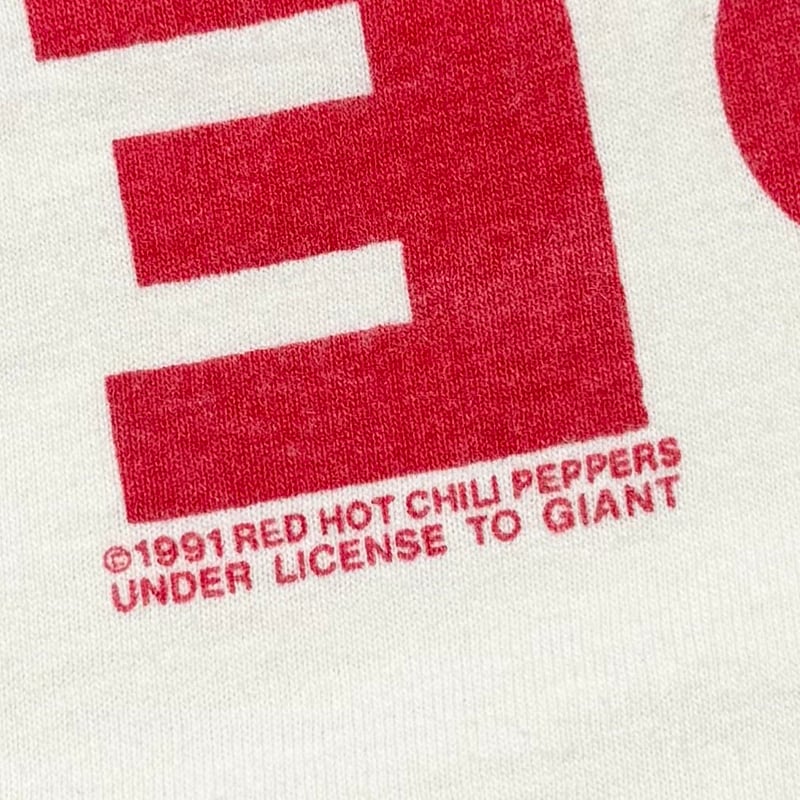 ©1991 RED HOT CHILI PEPPERS
UNDER LICENSE TO GIANT